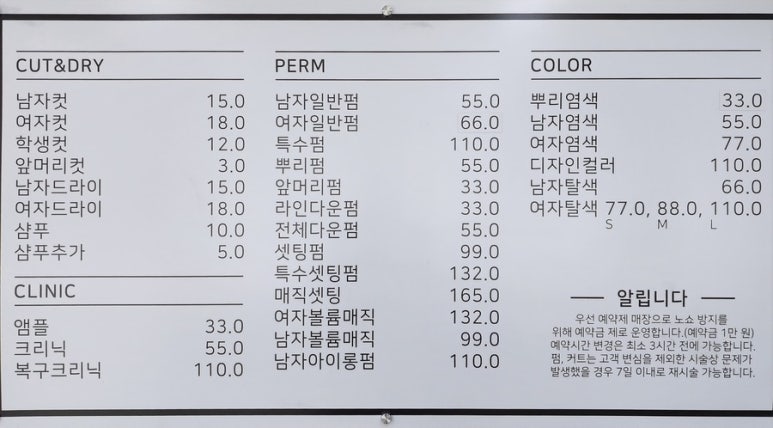 CUT&DRY
남자컷 15.0
여자컷 18.0
학생컷 12.0
앞머리컷 3.0
남자드라이 15.0
여자드라이 18.0
샴푸 10.0
샴푸추가 5.0
CLINIC
앰플 33.0
크리닉 55.0
복구크리닉 110.0
PERM
남자일반펌 55.0
여자일반펌 66.0
특수펌 110.0
뿌리펌 55.0
앞머리펌 33.0
라인다운펌 33.0
전체다운펌 55.0
셋팅펌 99.0
특수셋팅펌 132.0
매직셋팅 165.0
여자볼륨매직 132.0
남자볼륨매직 99.0
남자아이롱펌 110.0
COLOR
뿌리염색 33.0
남자염색 55.0
여자염색 77.0
디자인컬러 110.0
남자탈색 66.0
여자탈색 77.0, 88.0, 110.0
S M L
알립니다
우선 예약제 매장으로 노쇼 방지를
위해 예약금 제로 운영합니다.(예약금 1만 원)
예약시간 변경은 최소 3시간 전에 가능합니다.
펌, 커트는 고객 변심을 제외한 시술상 문제가
발생했을 경우 7일 이내로 재시술 가능합니다.